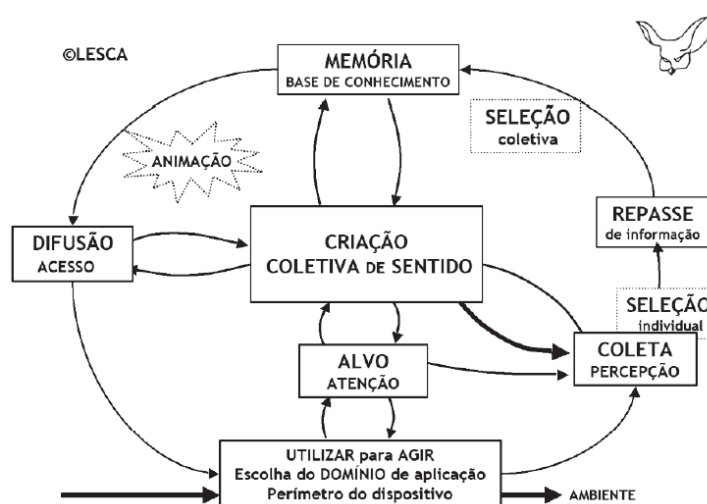 ©LESCA
MEMÓRIA
BASE DE CONHECIMENTO
SELEÇÃO
coletiva
ANIMAÇÃO
REPASSE
de informação
DIFUSÃO
ACESSO
CRIAÇÃO
COLETIVA DE SENTIDO
SELEÇÃO
individual
COLETA
PERCEPÇÃO
ALVO
ATENÇÃO
UTILIZAR para AGIR
Escolha do DOMÍNIO de aplicação
Perímetro do dispositivo
AMBIENTE